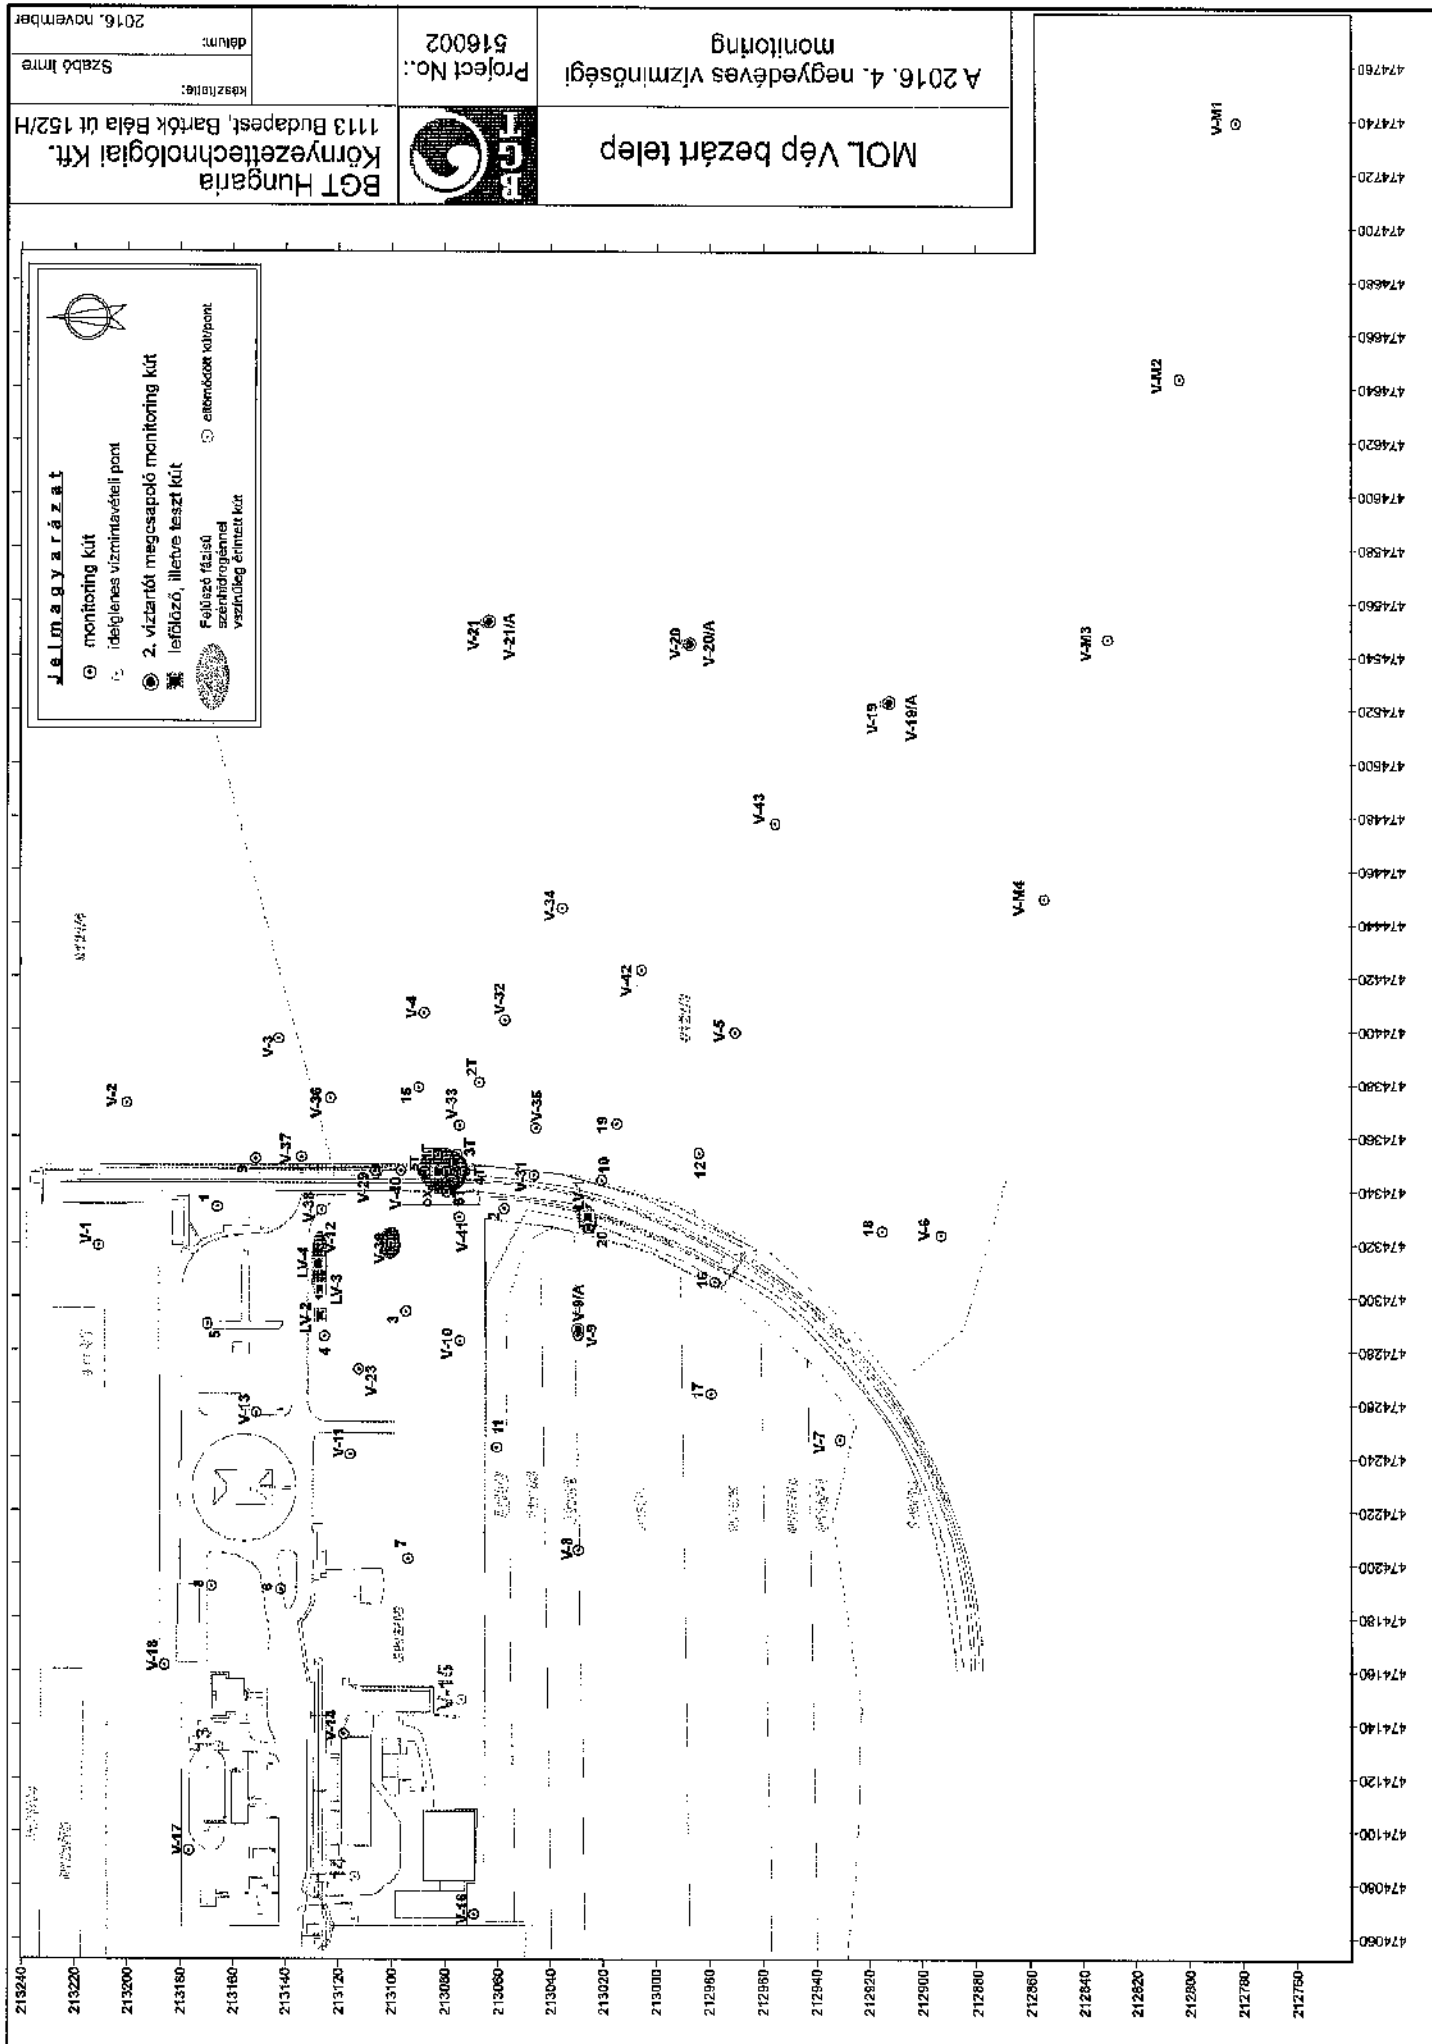 MOL Vép bezárt telep
A 2016. 4. negyedéves vízminőségi
monitoring
BGT Hungaria
Környezettechnológiai Kft.
1113 Budapest, Bartók Béla út 152/H
Project No.:
516002
készítette:
Szabó Imre
dátum:
2016. november
BGT
Jelmagyarázat
monitoring kút
ideiglenes vízmintavételi pont
2. víztartót megcsapoló monitoring kút
lefölöző, illetve teszt kút
Felúszó fázisú
szénhidrogénnel
vszínűleg érintett kút
eltömődött kút/pont
V-1
V-2
V-3
V-4
V-36
V-37
9
1
V-38
V-12
LV-4
LV-3
LV-2
4
5
V-13
V-23
V-11
V-29
V-40
V-39
3
V-10
V-41
2
15
V-33
2T
3T
4T
V-32
V-35
V-31
19
10
12
20
V-9/A
V-9
16
17
18
V-6
V-5
V-42
V-34
V-43
V-7
V-8
11
7
6
8
V-18
V-15
V-14
13
V-17
V-16
V-21
V-21/A
V-20
V-20/A
V-19
V-19/A
V-M1
V-M2
V-M3
V-M4
213240
213220
213200
213180
213160
213140
213120
213100
213080
213060
213040
213020
213000
212980
212960
212940
212920
212900
212880
212860
212840
212820
212800
212780
212760
474060
474080
474100
474120
474140
474160
474180
474200
474220
474240
474260
474280
474300
474320
474340
474360
474380
474400
474420
474440
474460
474480
474500
474520
474540
474560
474580
474600
474620
474640
474660
474680
474700
474720
474740
474760